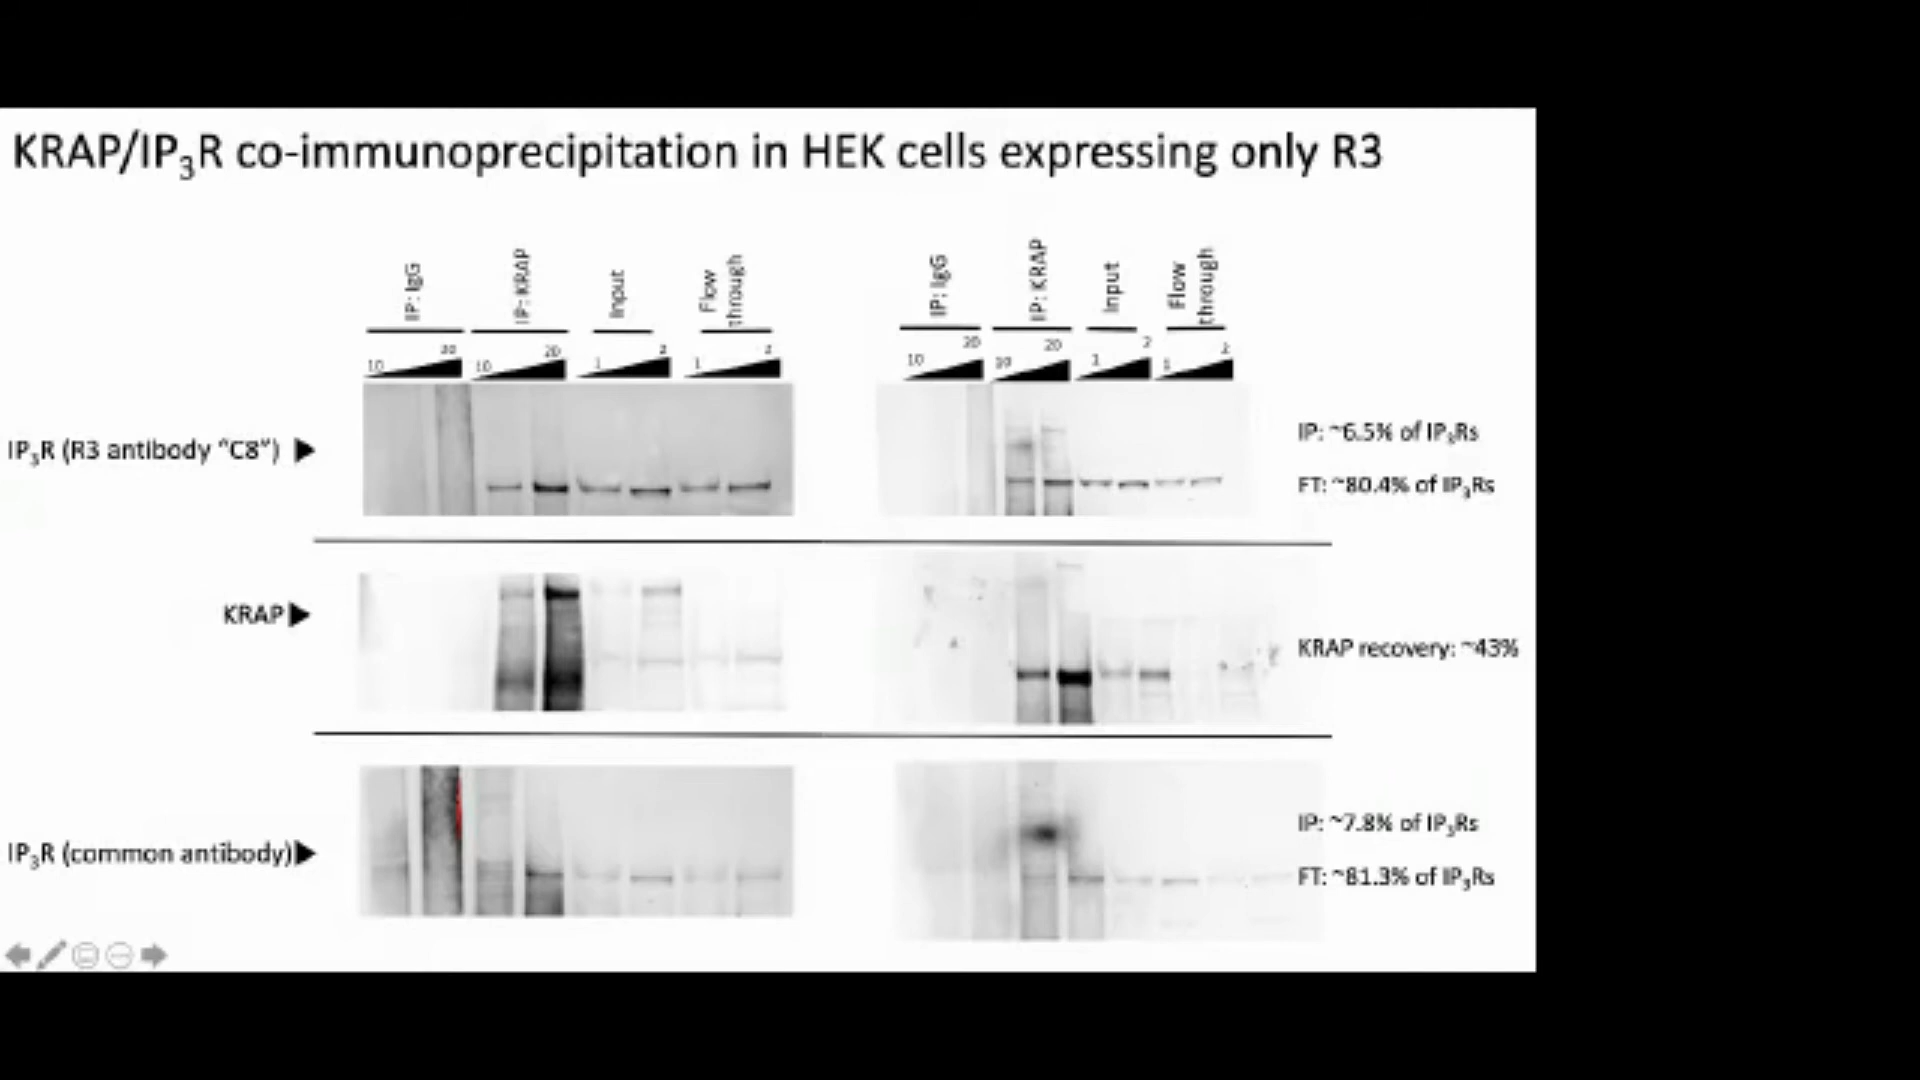 KRAP/IP₃R co-immunoprecipitation in HEK cells expressing only R3
IP: IgG
IP: KRAP
Input
Flow through
IP: IgG
IP: KRAP
Input
Flow through
10 20
10 20
1 2
1 2
10 20
10 20
1 2
1 2
IP₃R (R3 antibody “C8”)
IP: ~6.5% of IP₃Rs
FT: ~80.4% of IP₃Rs
KRAP
KRAP recovery: ~43%
IP₃R (common antibody)
IP: ~7.8% of IP₃Rs
FT: ~81.3% of IP₃Rs